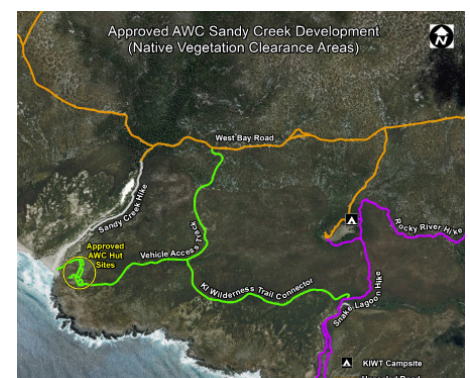 Approved AWC Sandy Creek Development
(Native Vegetation Clearance Areas)
N
West Bay Road
Sandy Creek Hike
Rocky River Hike
Approved
AWC Hut
Sites
Vehicle Access Track
KI Wilderness Trail Connector
Snake Lagoon Hike
KIWT Campsite